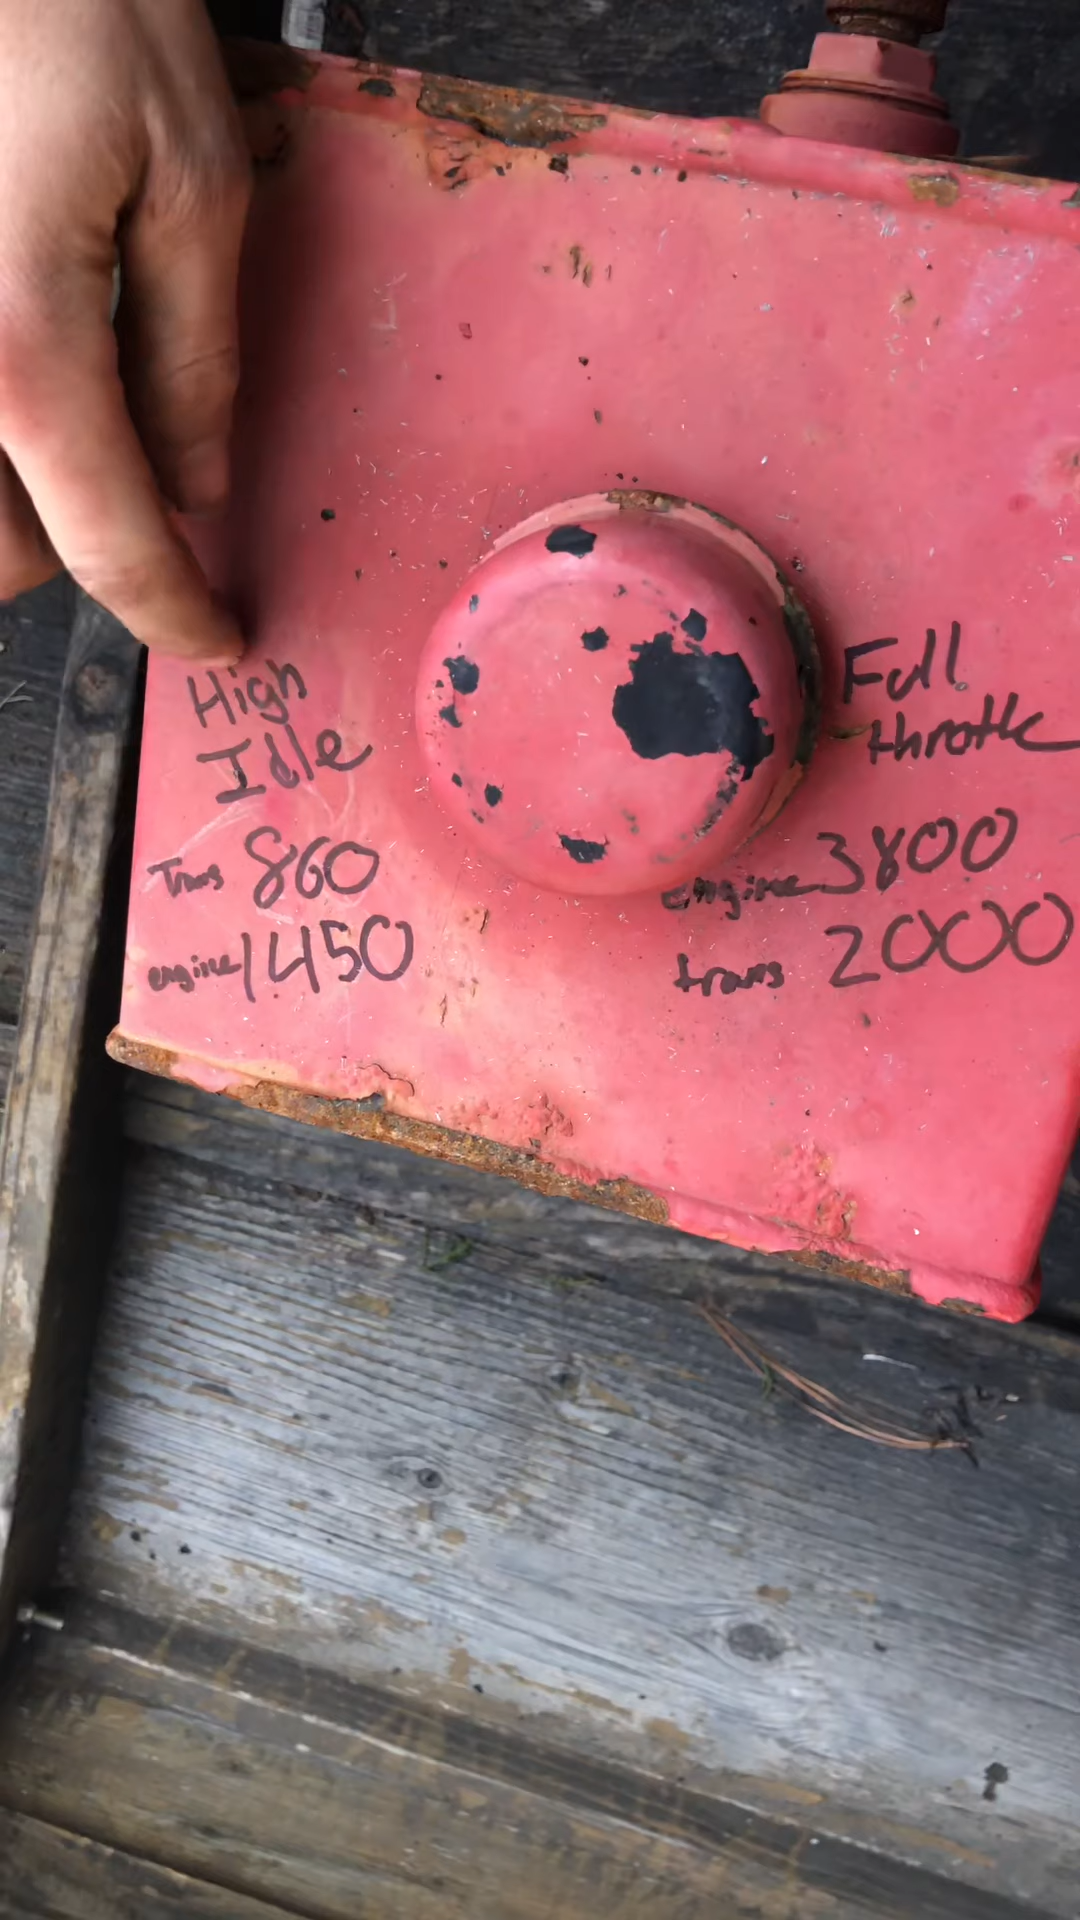 High
Idle
Trans 860
engine 1450
Full
throttle
engine 3800
trans 2000